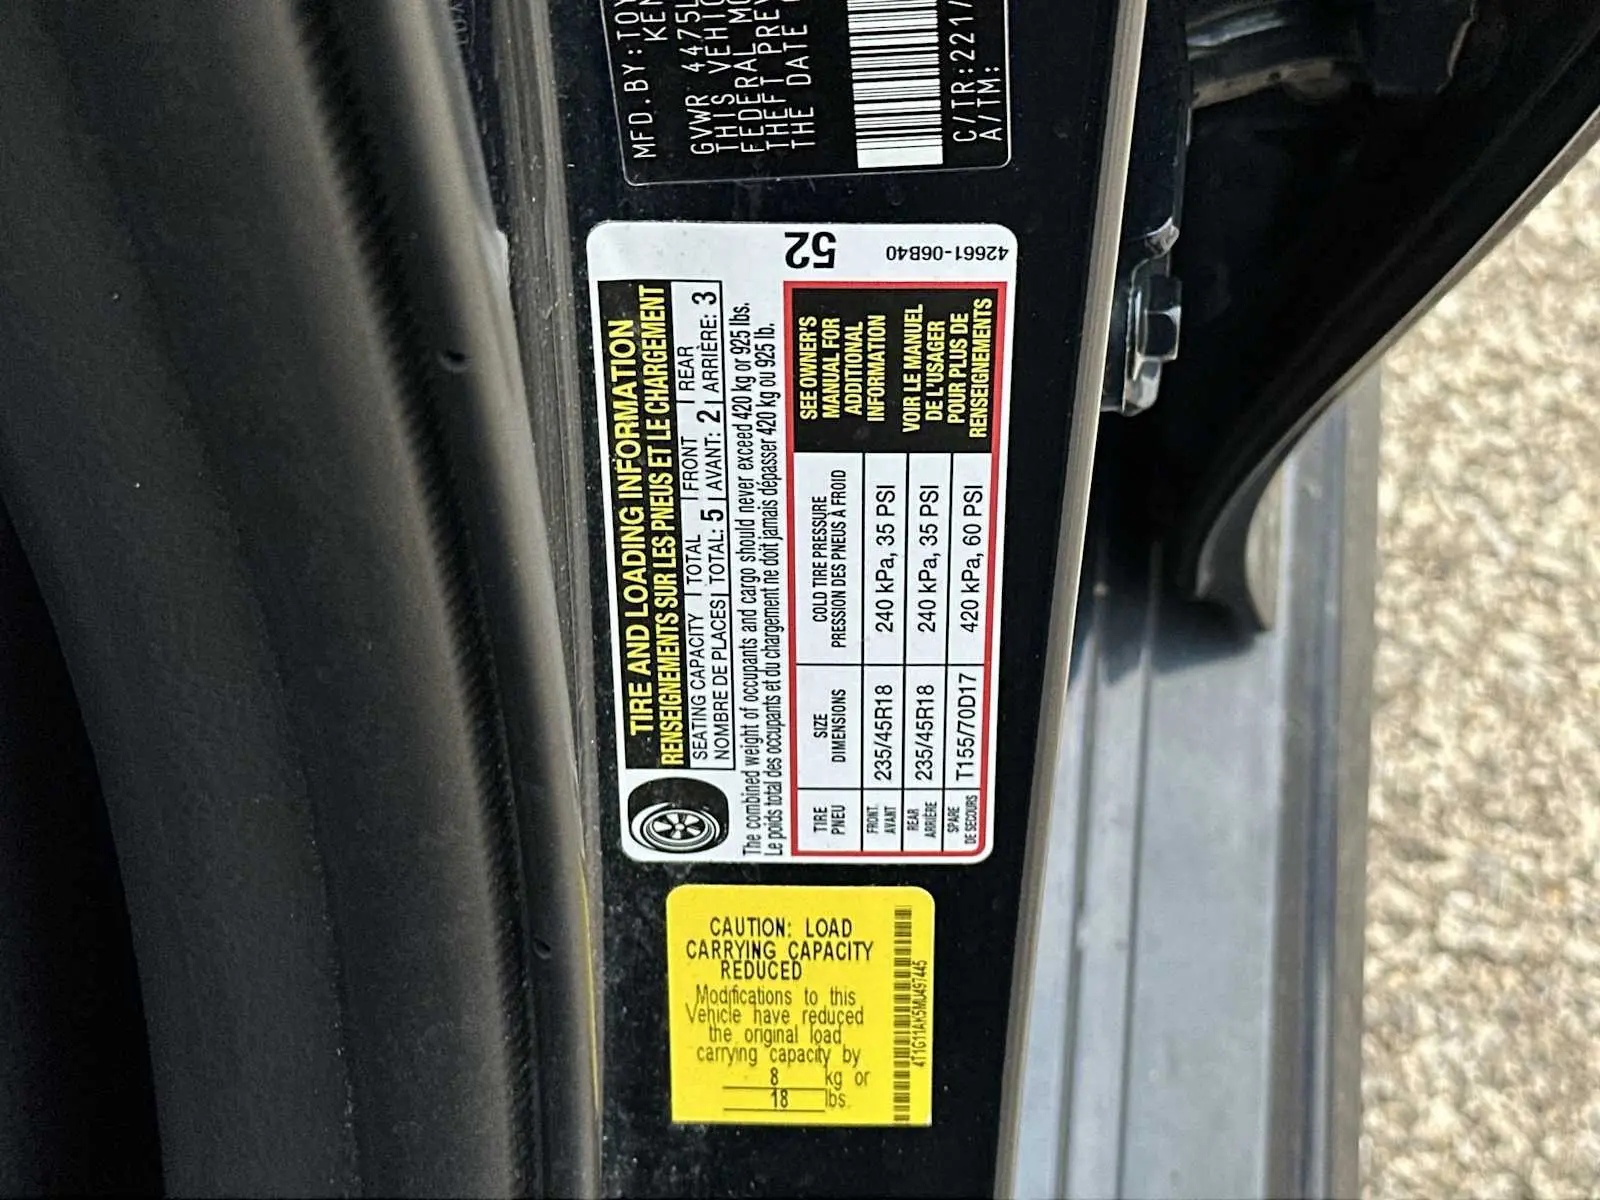 MFD.BY:TOY
KEN
GVWR 4475L
THIS VEHIC
FEDERAL MO
THEFT PREV
THE DATE
C/TR:221/
A/TM:
52
42661-06B40
TIRE AND LOADING INFORMATION
RENSEIGNEMENTS SUR LES PNEUS ET LE CHARGEMENT
SEATING CAPACITY | TOTAL | FRONT | REAR
NOMBRE DE PLACES | TOTAL: 5 | AVANT: 2 | ARRIÈRE: 3
The combined weight of occupants and cargo should never exceed 420 kg or 925 lbs.
Le poids total des occupants et du chargement ne doit jamais dépasser 420 kg ou 925 lb.
TIRE SIZE COLD TIRE PRESSURE
PNEU DIMENSIONS PRESSION DES PNEUS À FROID
FRONT
AVANT 235/45R18 240 kPa, 35 PSI
REAR
ARRIÈRE 235/45R18 240 kPa, 35 PSI
SPARE
DE SECOURS T155/70D17 420 kPa, 60 PSI
SEE OWNER'S
MANUAL FOR
ADDITIONAL
INFORMATION
VOIR LE MANUEL
DE L'USAGER
POUR PLUS DE
RENSEIGNEMENTS
CAUTION: LOAD
CARRYING CAPACITY
REDUCED
Modifications to this
Vehicle have reduced
the original load
carrying capacity by
8 kg or
18 lbs.
4T1G11AK5MU497445